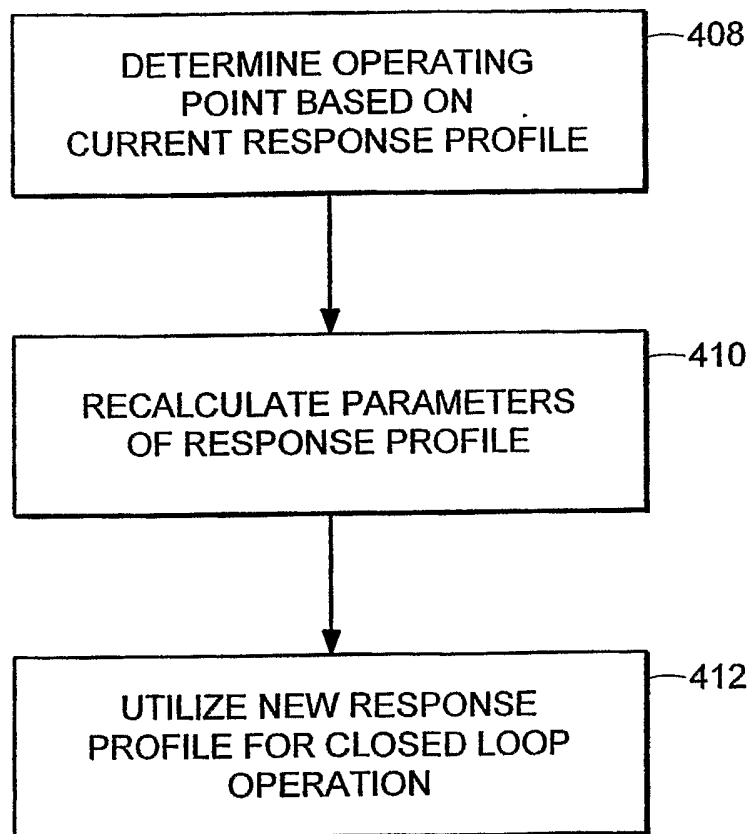 408
DETERMINE OPERATING
POINT BASED ON
CURRENT RESPONSE PROFILE
410
RECALCULATE PARAMETERS
OF RESPONSE PROFILE
412
UTILIZE NEW RESPONSE
PROFILE FOR CLOSED LOOP
OPERATION